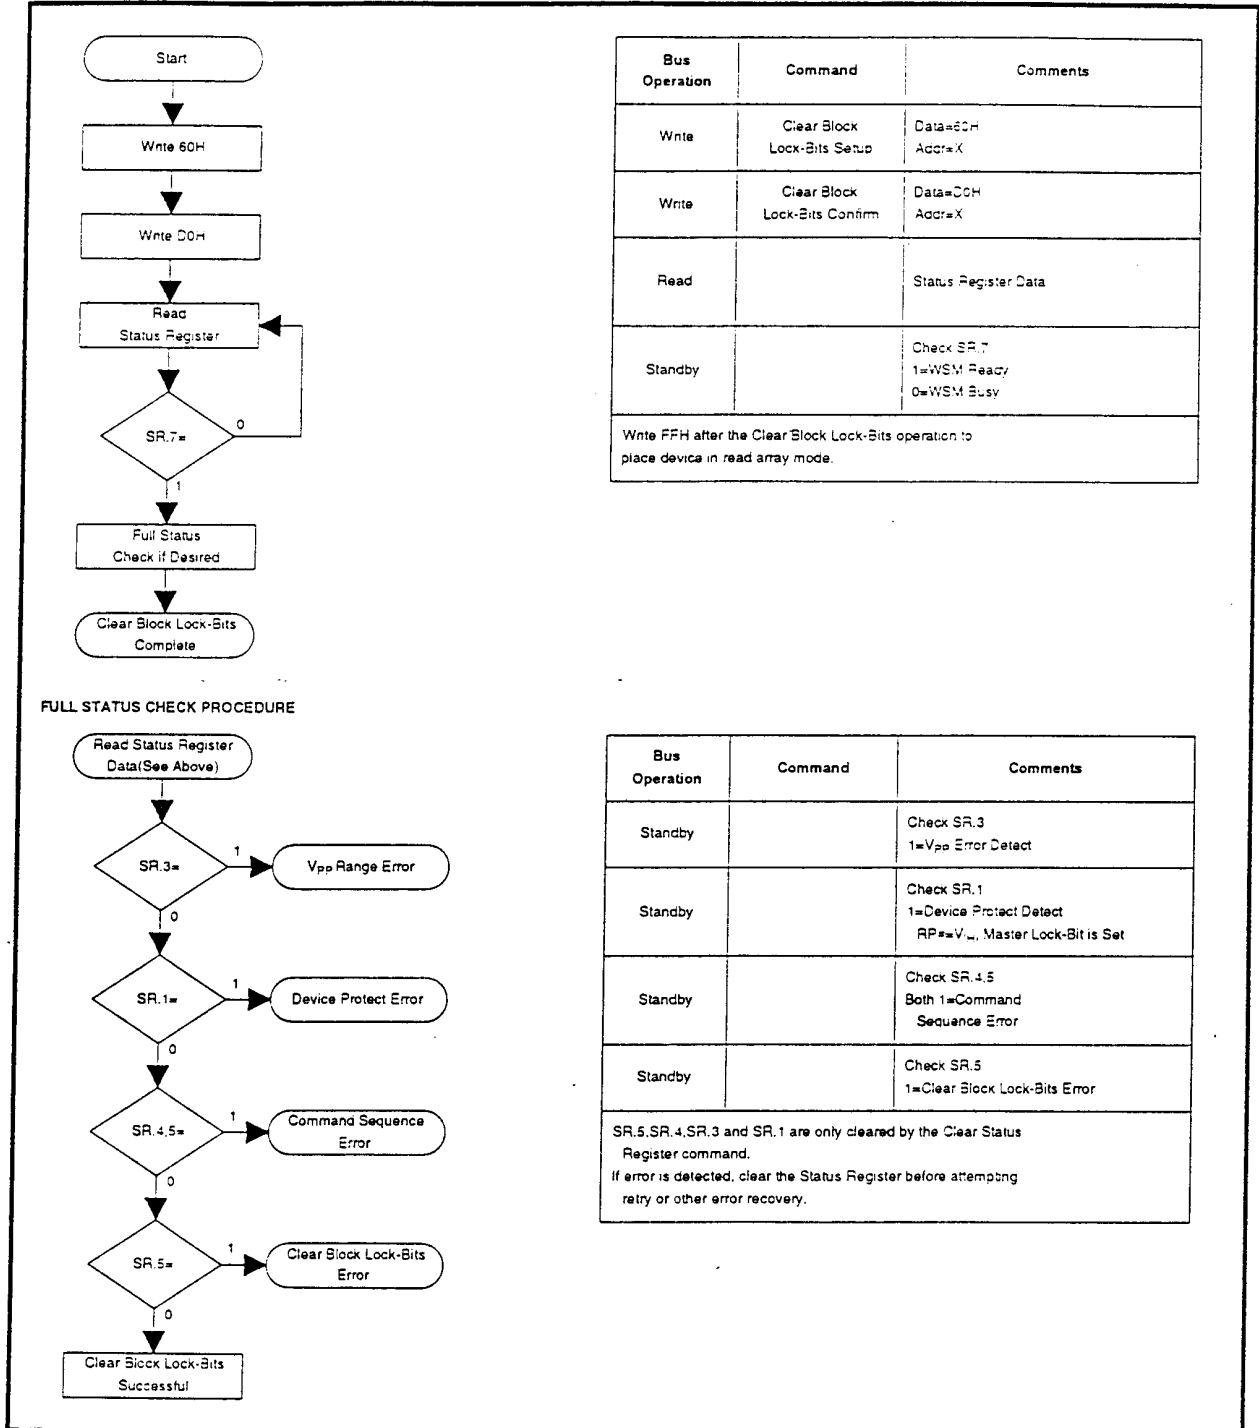 Start
Write 60H
Write D0H
Read
Status Register
SR.7=
0
1
Full Status
Check if Desired
Clear Block Lock-Bits
Complete
Bus
Operation
Command
Comments
Write
Clear Block
Lock-Bits Setup
Data=60H
Addr=X
Write
Clear Block
Lock-Bits Confirm
Data=D0H
Addr=X
Read
Status Register Data
Standby
Check SR.7
1=WSM Ready
0=WSM Busy
Write FFH after the Clear Block Lock-Bits operation to
place device in read array mode.
FULL STATUS CHECK PROCEDURE
Read Status Register
Data(See Above)
SR.3=
1
VPP Range Error
0
SR.1=
1
Device Protect Error
0
SR.4,5=
1
Command Sequence
Error
0
SR.5=
1
Clear Block Lock-Bits
Error
0
Clear Block Lock-Bits
Successful
Bus
Operation
Command
Comments
Standby
Check SR.3
1=VPP Error Detect
Standby
Check SR.1
1=Device Protect Detect
Master Lock-Bit is Set
Standby
Check SR.4,5
Both 1=Command
Sequence Error
Standby
Check SR.5
1=Clear Block Lock-Bits Error
SR.5,SR.4,SR.3 and SR.1 are only cleared by the Clear Status
Register command.
If error is detected, clear the Status Register before attempting
retry or other error recovery.